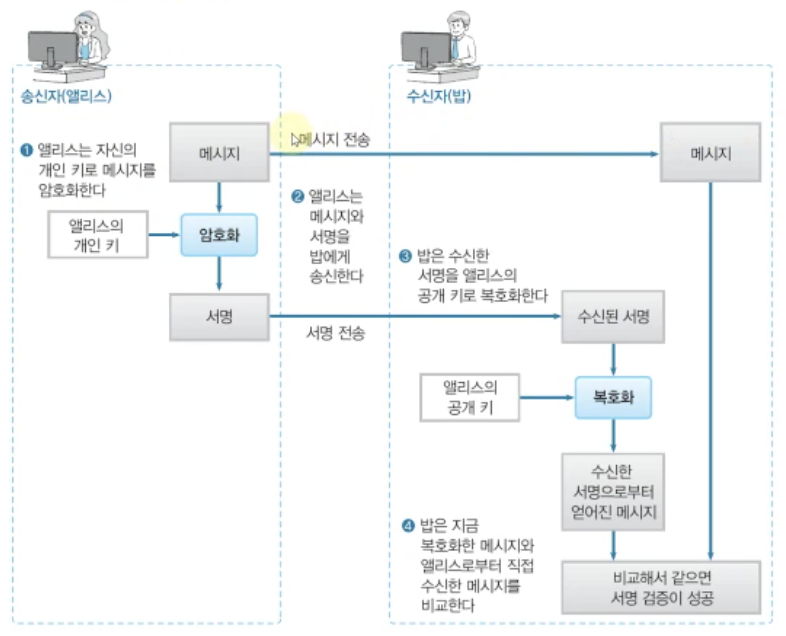 송신자(앨리스)
수신자(밥)
❶ 앨리스는 자신의
개인 키로 메시지를
암호화한다
메시지
메시지 전송
메시지
앨리스의
개인 키
암호화
❷ 앨리스는
메시지와
서명을
밥에게
송신한다
서명
서명 전송
❸ 밥은 수신한
서명을 앨리스의
공개 키로 복호화한다
수신된 서명
앨리스의
공개 키
복호화
수신한
서명으로부터
얻어진 메시지
❹ 밥은 지금
복호화한 메시지와
앨리스로부터 직접
수신한 메시지를
비교한다
비교해서 같으면
서명 검증이 성공